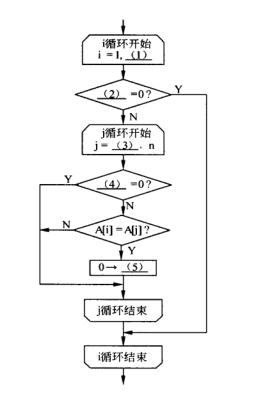 i循环开始
i = 1, (1)
(2) =0?
Y
N
j循环开始
j = (3) . n
Y
(4) =0?
N
N
A[i] = A[j]?
Y
0→ (5)
j循环结束
i循环结束